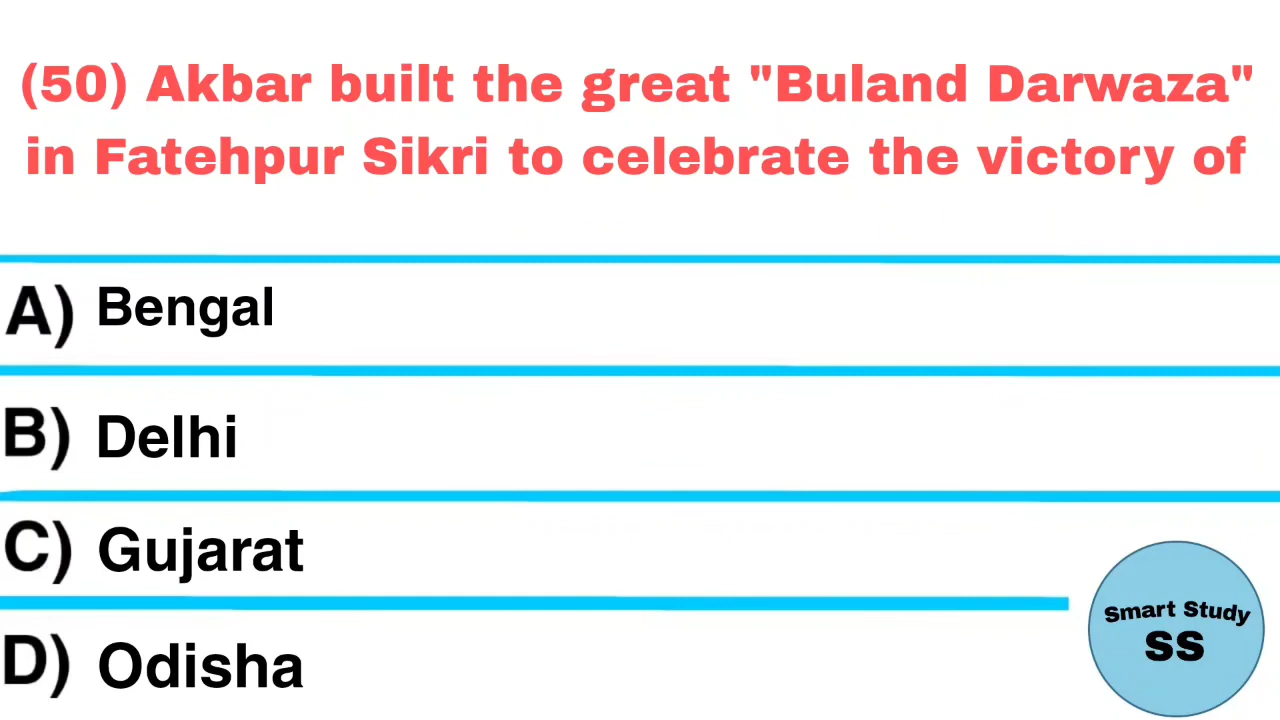 (50) Akbar built the great "Buland Darwaza"
in Fatehpur Sikri to celebrate the victory of
A) Bengal
B) Delhi
C) Gujarat
D) Odisha
Smart Study
SS